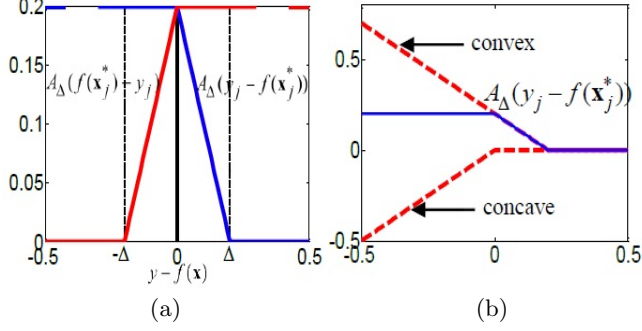 0.2
0.15
0.1
0.05
0
A_Δ(f(x_j^*)-y_j)
A_Δ(y_j-f(x_j^*))
-0.5
-Δ
0
Δ
0.5
y-f(x)
(a)
0.5
0
-0.5
convex
A_Δ(y_j-f(x_j^*))
concave
-0.5
0
0.5
(b)